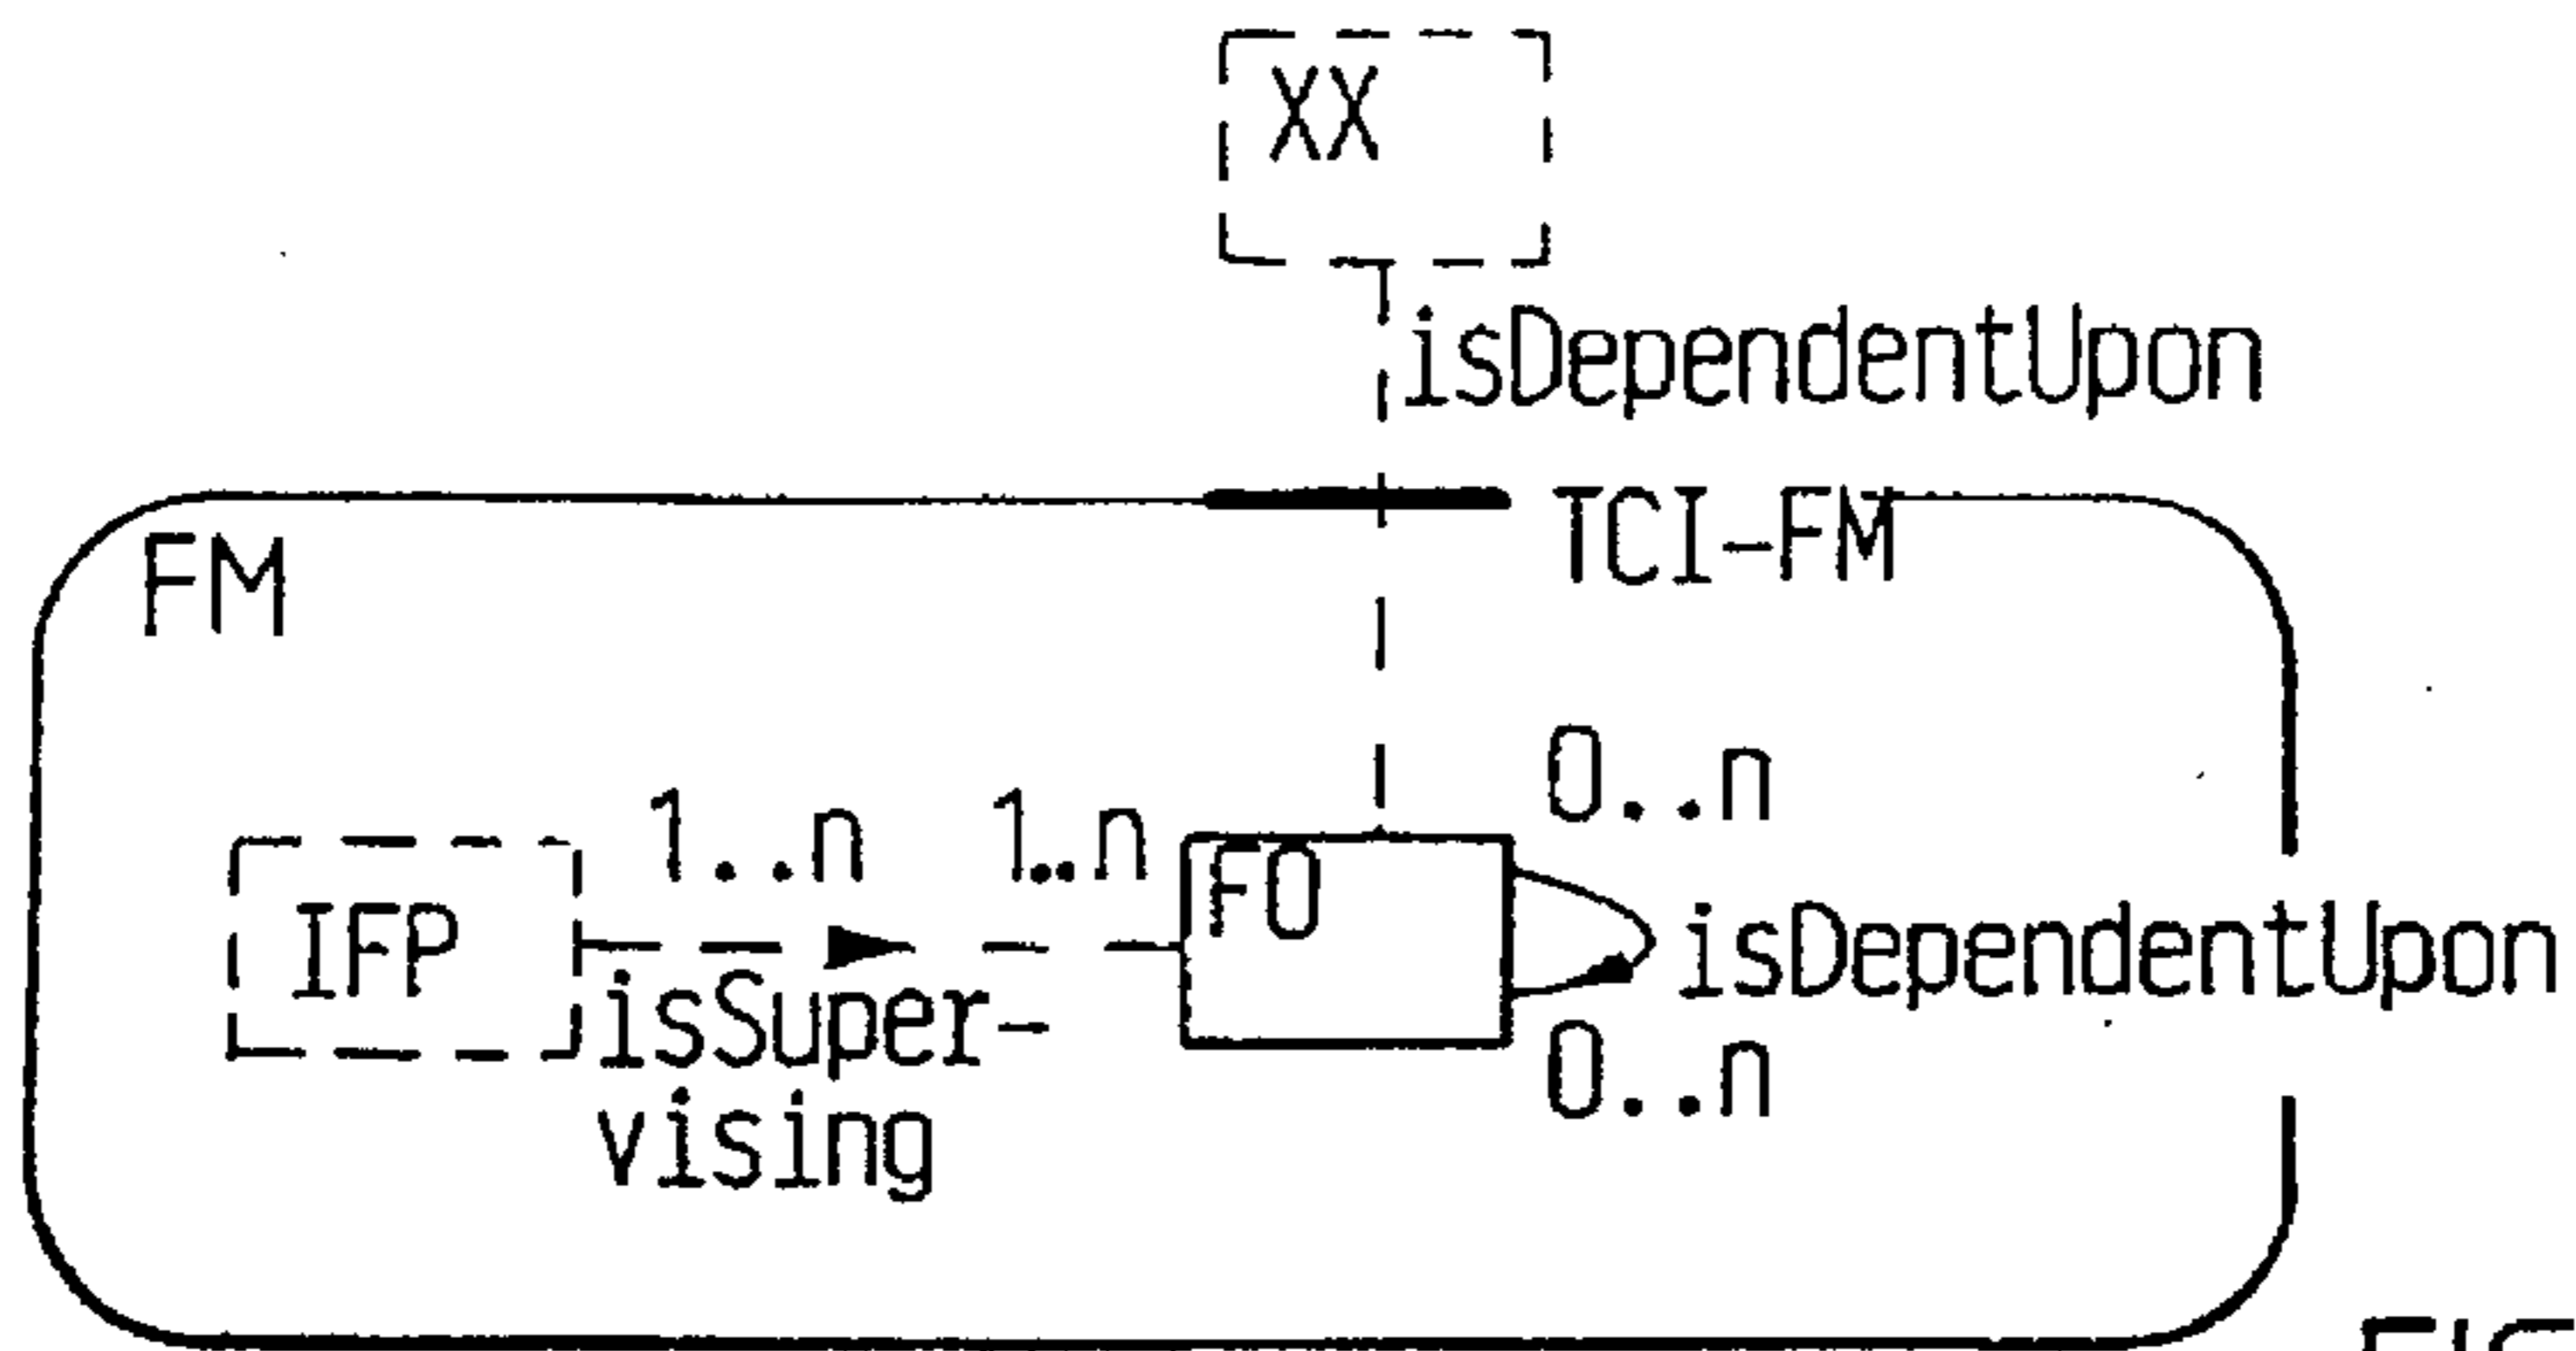 XX
isDependentUpon
TCI-FM
FM
0..n
1..n
1..n
FO
IFP
isDependentUpon
isSuper-
vising
0..n